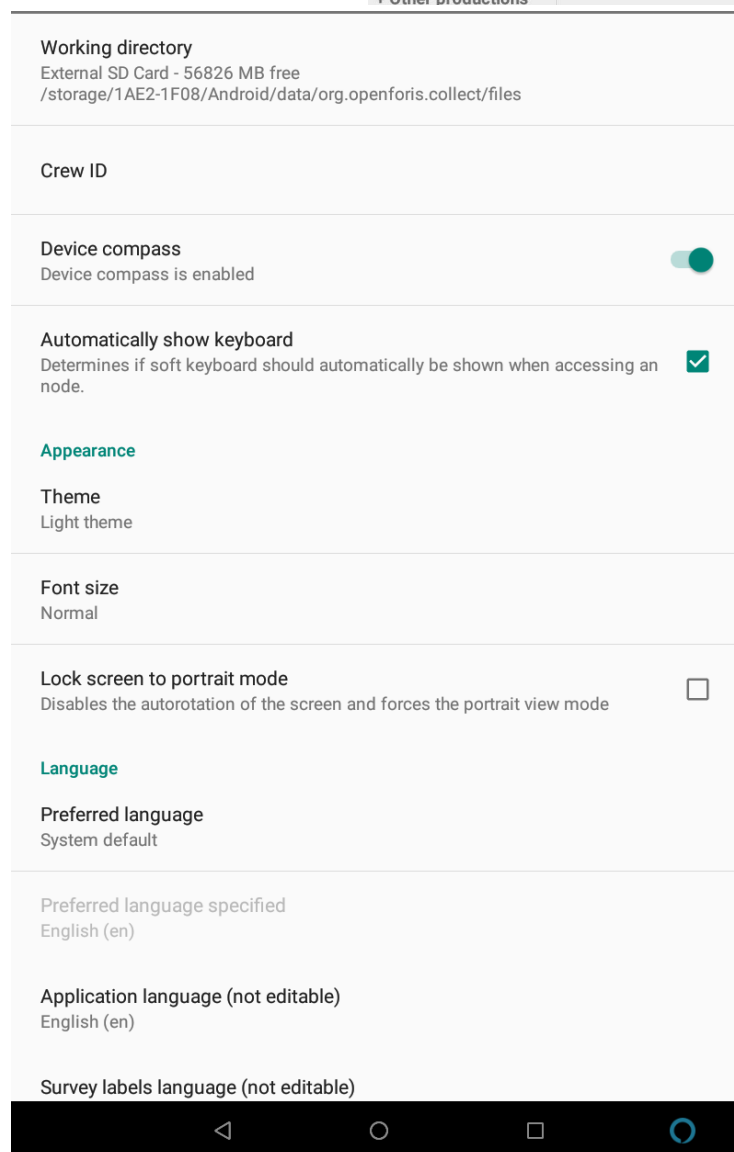 + Other productions
Working directory
External SD Card - 56826 MB free
/storage/1AE2-1F08/Android/data/org.openforis.collect/files
Crew ID
Device compass
Device compass is enabled
Automatically show keyboard
Determines if soft keyboard should automatically be shown when accessing an
node.
Appearance
Theme
Light theme
Font size
Normal
Lock screen to portrait mode
Disables the autorotation of the screen and forces the portrait view mode
Language
Preferred language
System default
Preferred language specified
English (en)
Application language (not editable)
English (en)
Survey labels language (not editable)